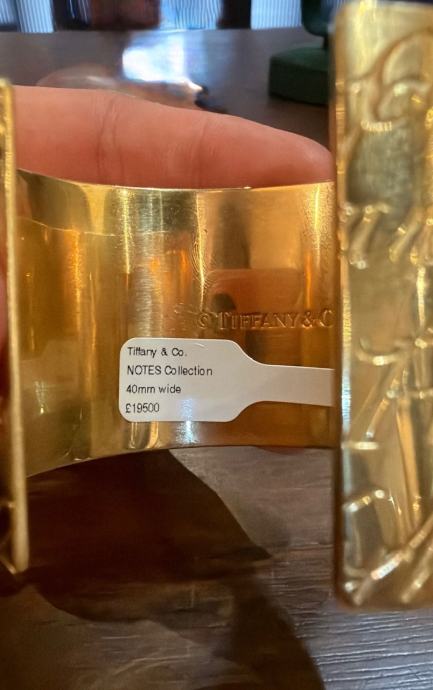 © TIFFANY & C
Tiffany & Co.
NOTES Collection
40mm wide
£19500